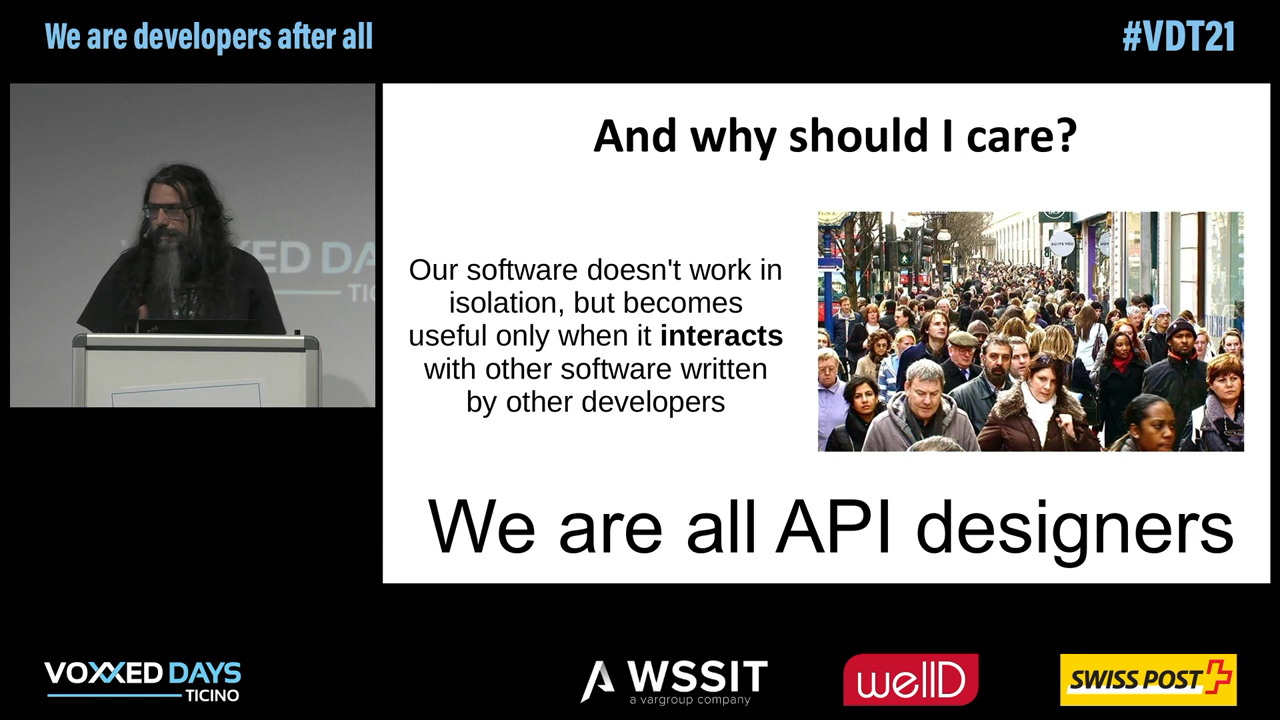 We are developers after all
#VDT21
And why should I care?
Our software doesn't work in
isolation, but becomes
useful only when it interacts
with other software written
by other developers
We are all API designers
VOXXED DAYS
TICINO
WSSIT
a vargroup company
wellD
SWISS POST